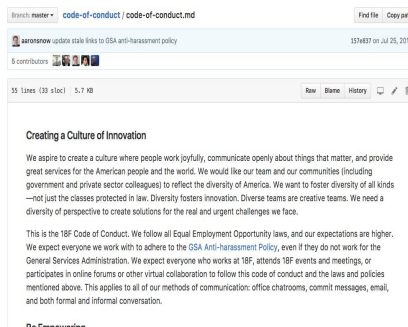 Branch: master code-of-conduct / code-of-conduct.md Find file Copy pat
aaronsnow update stale links to GSA anti-harassment policy 157e837 on Jul 25, 201
5 contributors
55 lines (33 sloc) 5.7 KB Raw Blame History
Creating a Culture of Innovation
We aspire to create a culture where people work joyfully, communicate openly about things that matter, and provide
great services for the American people and the world. We would like our team and our communities (including
government and private sector colleagues) to reflect the diversity of America. We want to foster diversity of all kinds
—not just the classes protected in law. Diversity fosters innovation. Diverse teams are creative teams. We need a
diversity of perspective to create solutions for the real and urgent challenges we face.
This is the 18F Code of Conduct. We follow all Equal Employment Opportunity laws, and our expectations are higher.
We expect everyone we work with to adhere to the GSA Anti-harassment Policy, even if they do not work for the
General Services Administration. We expect everyone who works at 18F, attends 18F events and meetings, or
participates in online forums or other virtual collaboration to follow this code of conduct and the laws and policies
mentioned above. This applies to all of our methods of communication: office chatrooms, commit messages, email,
and both formal and informal conversation.
Be Empowering